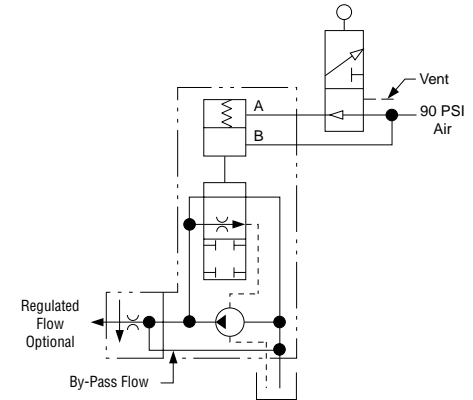 Vent
A
90 PSI
Air
B
Regulated
Flow
Optional
By-Pass Flow